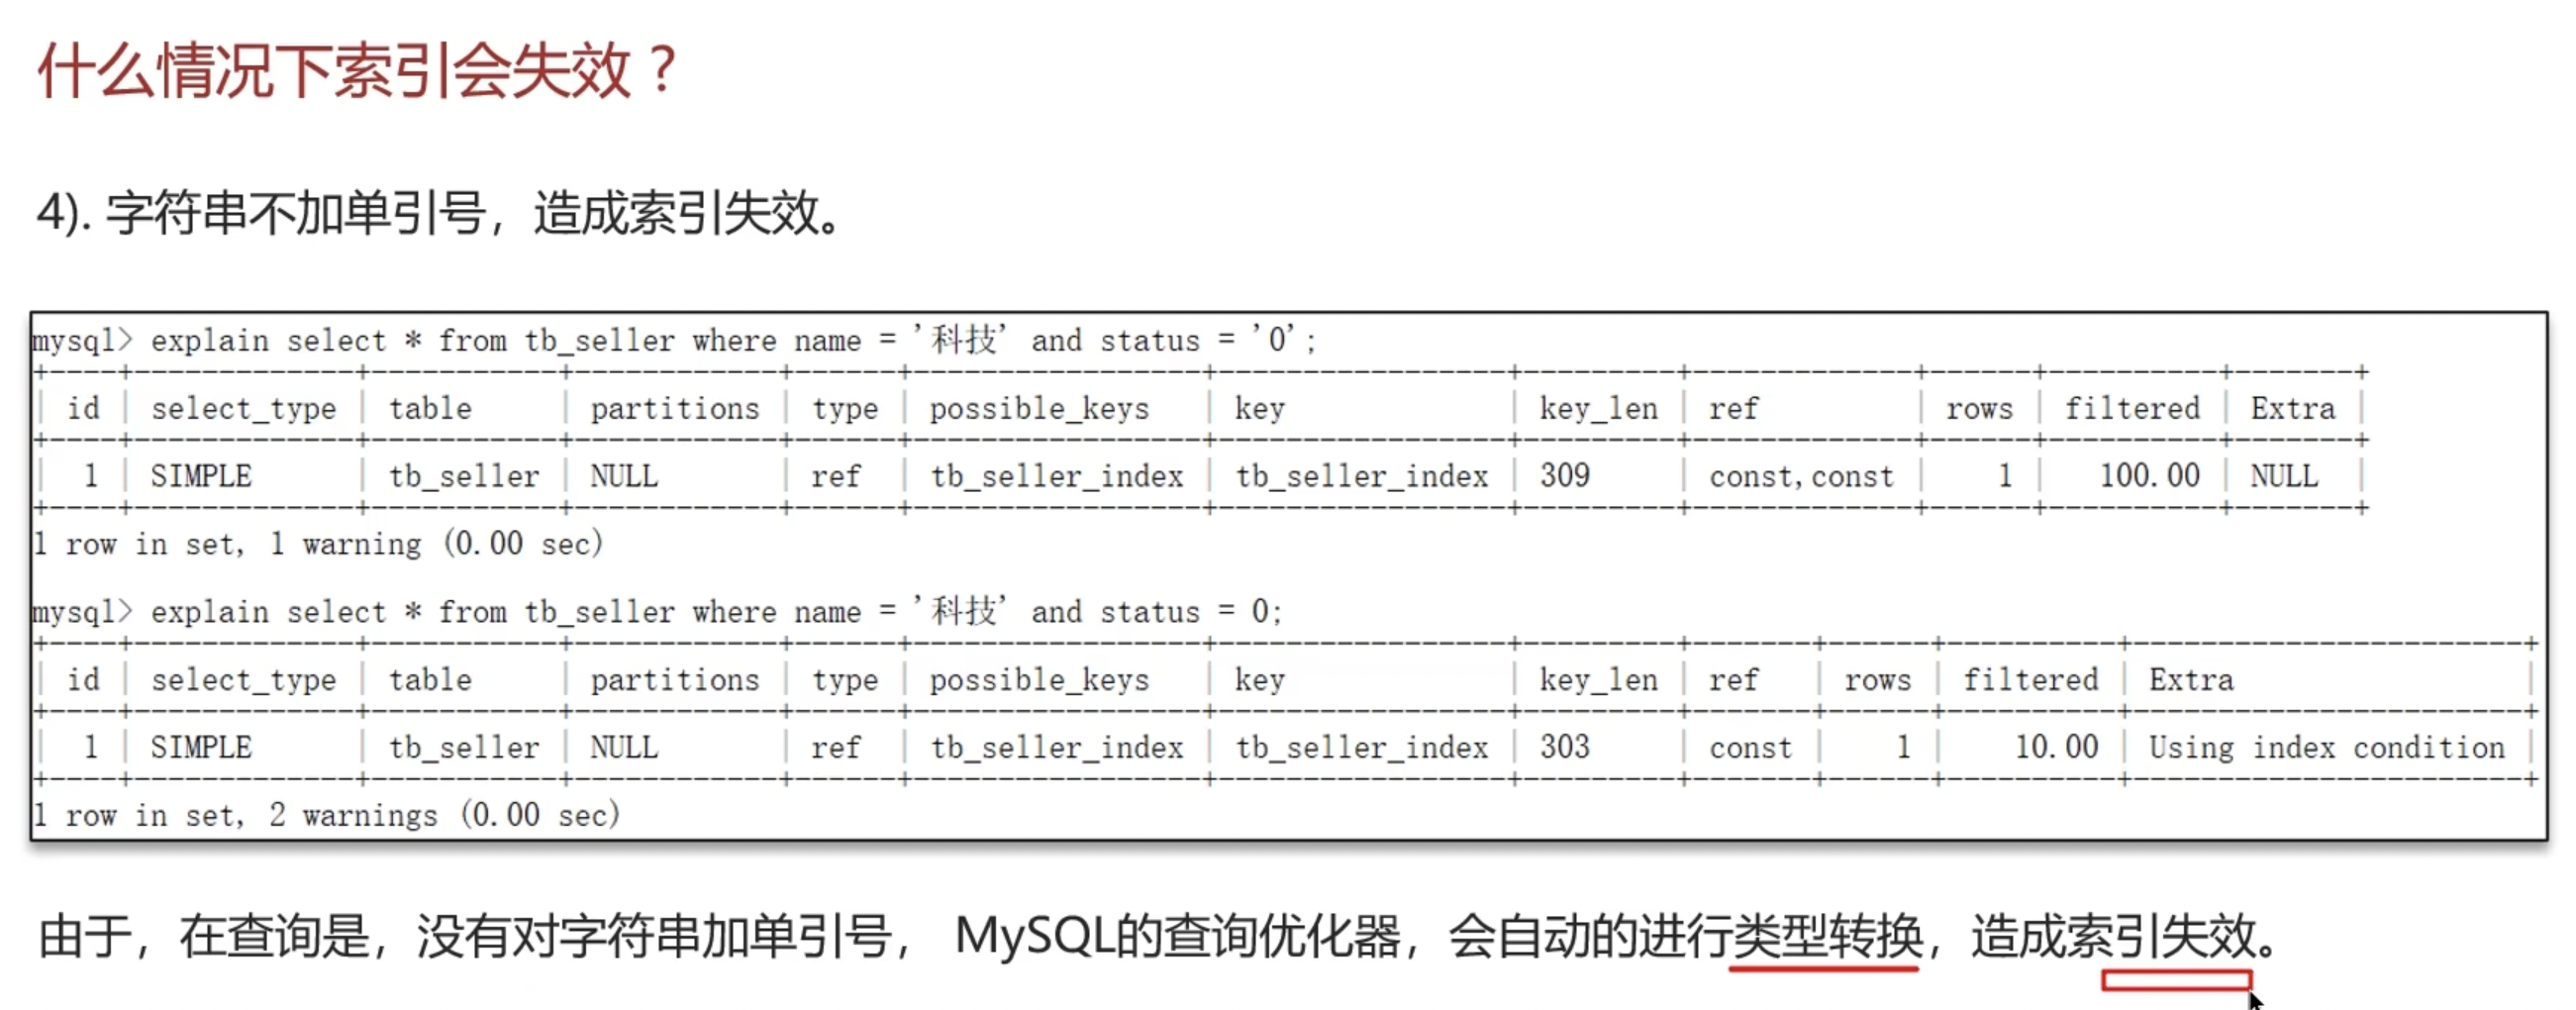 什么情况下索引会失效？
4). 字符串不加单引号，造成索引失效。
mysql> explain select * from tb_seller where name = '科技' and status = '0';
+----+-------------+-----------+------------+------+-----------------+-----------------+---------+-------------+------+----------+-------+
| id | select_type | table     | partitions | type | possible_keys   | key             | key_len | ref         | rows | filtered | Extra |
+----+-------------+-----------+------------+------+-----------------+-----------------+---------+-------------+------+----------+-------+
|  1 | SIMPLE      | tb_seller | NULL       | ref  | tb_seller_index | tb_seller_index | 309     | const,const |    1 |   100.00 | NULL  |
+----+-------------+-----------+------------+------+-----------------+-----------------+---------+-------------+------+----------+-------+
1 row in set, 1 warning (0.00 sec)
mysql> explain select * from tb_seller where name = '科技' and status = 0;
+----+-------------+-----------+------------+------+-----------------+-----------------+---------+-------+------+----------+-----------------------+
| id | select_type | table     | partitions | type | possible_keys   | key             | key_len | ref   | rows | filtered | Extra                 |
+----+-------------+-----------+------------+------+-----------------+-----------------+---------+-------+------+----------+-----------------------+
|  1 | SIMPLE      | tb_seller | NULL       | ref  | tb_seller_index | tb_seller_index | 303     | const |    1 |    10.00 | Using index condition |
+----+-------------+-----------+------------+------+-----------------+-----------------+---------+-------+------+----------+-----------------------+
1 row in set, 2 warnings (0.00 sec)
由于，在查询是，没有对字符串加单引号， MySQL的查询优化器，会自动的进行类型转换，造成索引失效。